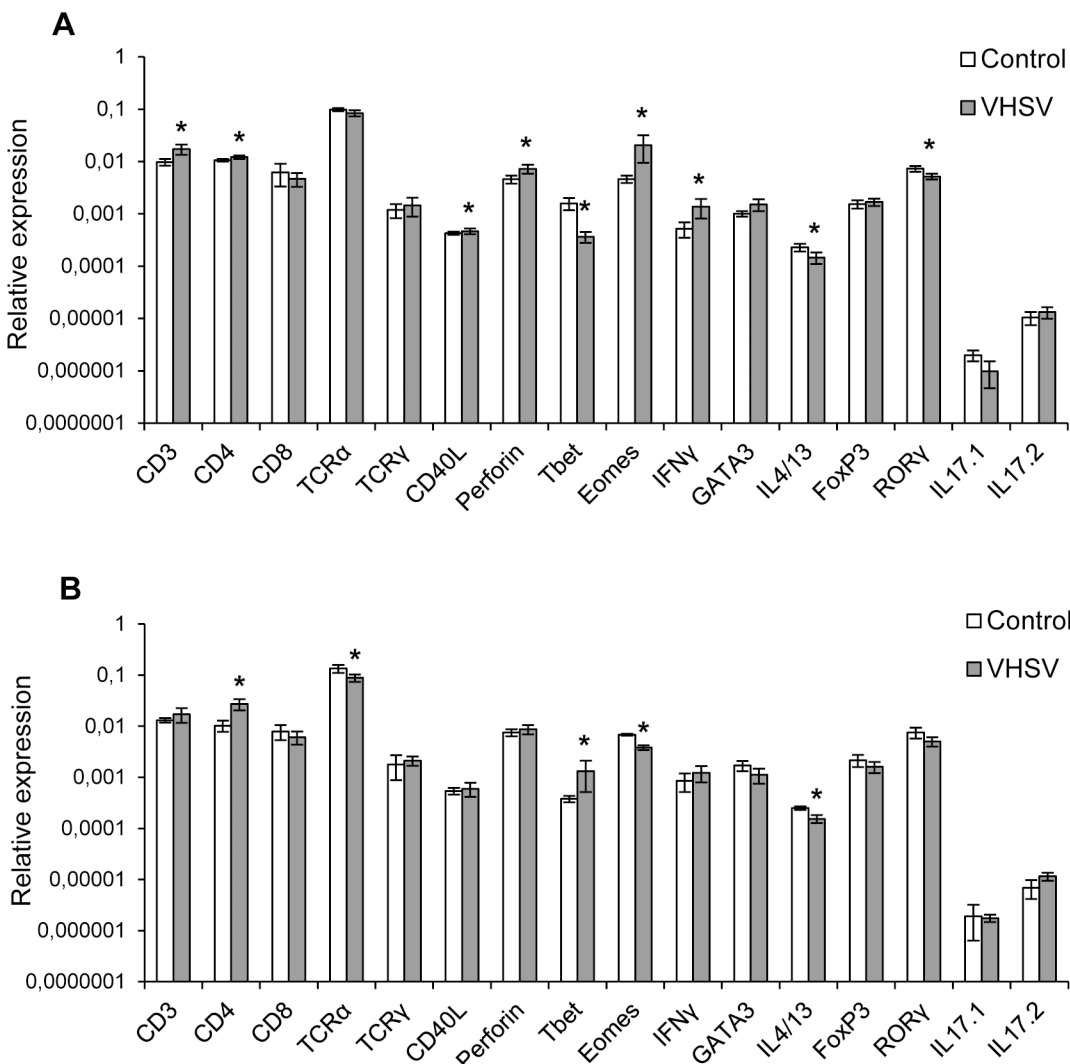 A
1
0,1
0,01
0,001
0,0001
0,00001
0,000001
0,0000001
Relative expression
Control
VHSV
* * * * * * * * *
CD3 CD4 CD8 TCRα TCRγ CD40L Perforin Tbet Eomes IFNγ GATA3 IL4/13 FoxP3 RORγ IL17.1 IL17.2
B
1
0,1
0,01
0,001
0,0001
0,00001
0,000001
0,0000001
Relative expression
Control
VHSV
* * * * *
CD3 CD4 CD8 TCRα TCRγ CD40L Perforin Tbet Eomes IFNγ GATA3 IL4/13 FoxP3 RORγ IL17.1 IL17.2